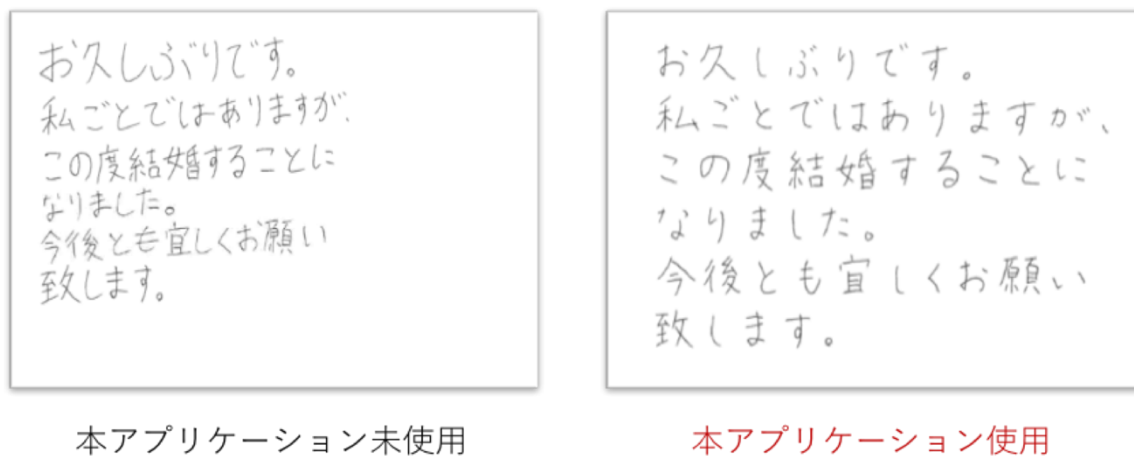 お久しぶりです。
私ごとではありますが、
この度結婚することに
なりました。
今後とも宜しくお願い
致します。
本アプリケーション未使用
お久しぶりです。
私ごとではありますが、
この度結婚することに
なりました。
今後とも宜しくお願い
致します。
本アプリケーション使用